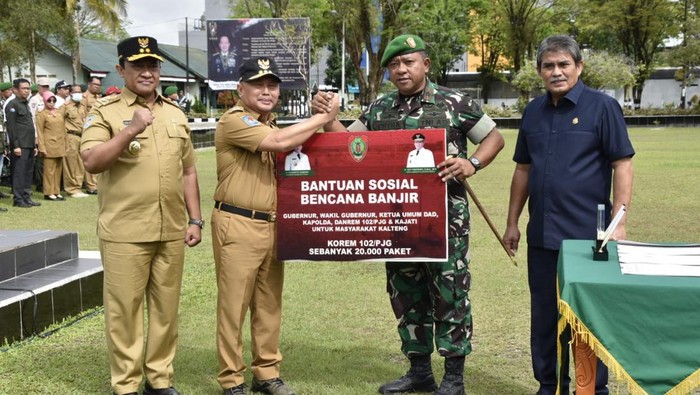 BANTUAN SOSIAL
BENCANA BANJIR
GUBERNUR, WAKIL GUBERNUR, KETUA UMUM DAD,
KAPOLDA, DANREM 102/PJG & KAJATI
UNTUK MASYARAKAT KALTENG
KOREM 102/PJG
SEBANYAK 20.000 PAKET